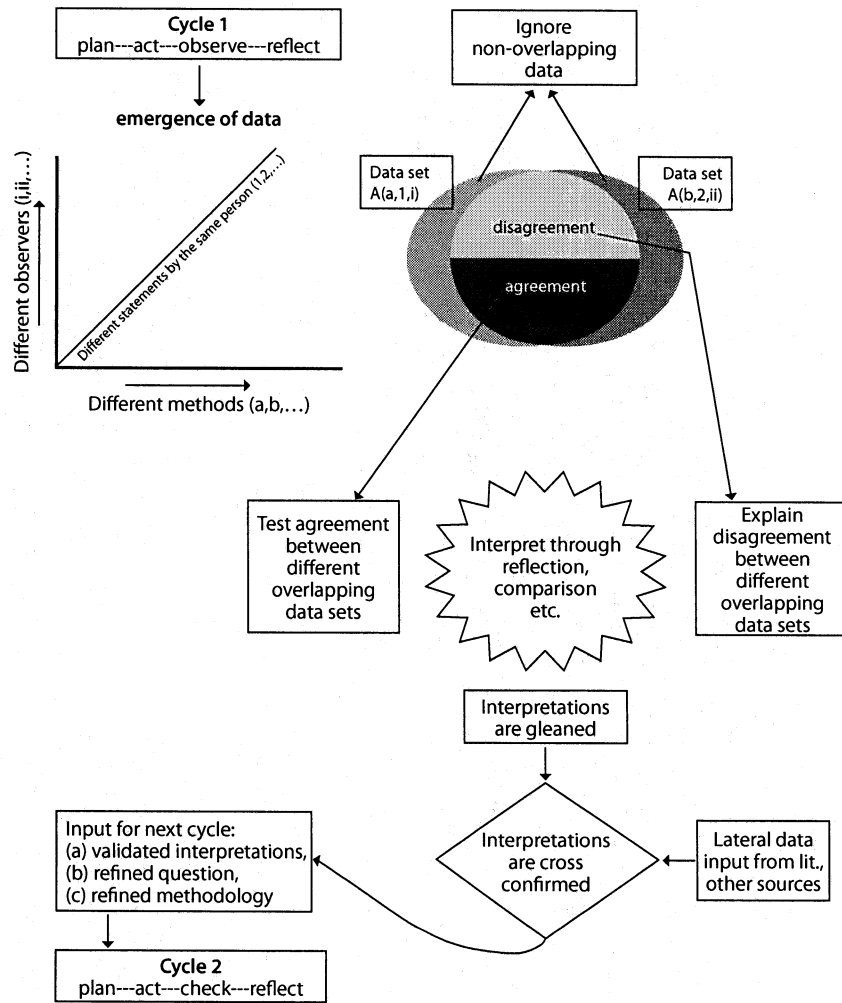 Cycle 1
plan---act---observe---reflect
emergence of data
Different observers (i,ii,…)
Different statements by the same person (1,2,…)
Different methods (a,b,…)
Ignore
non-overlapping
data
Data set
A(a,1,i)
Data set
A(b,2,ii)
disagreement
agreement
Test agreement
between
different
overlapping
data sets
Interpret through
reflection,
comparison
etc.
Explain
disagreement
between
different
overlapping
data sets
Interpretations
are gleaned
Interpretations
are cross
confirmed
Lateral data
input from lit.,
other sources
Input for next cycle:
(a) validated interpretations,
(b) refined question,
(c) refined methodology
Cycle 2
plan---act---check---reflect